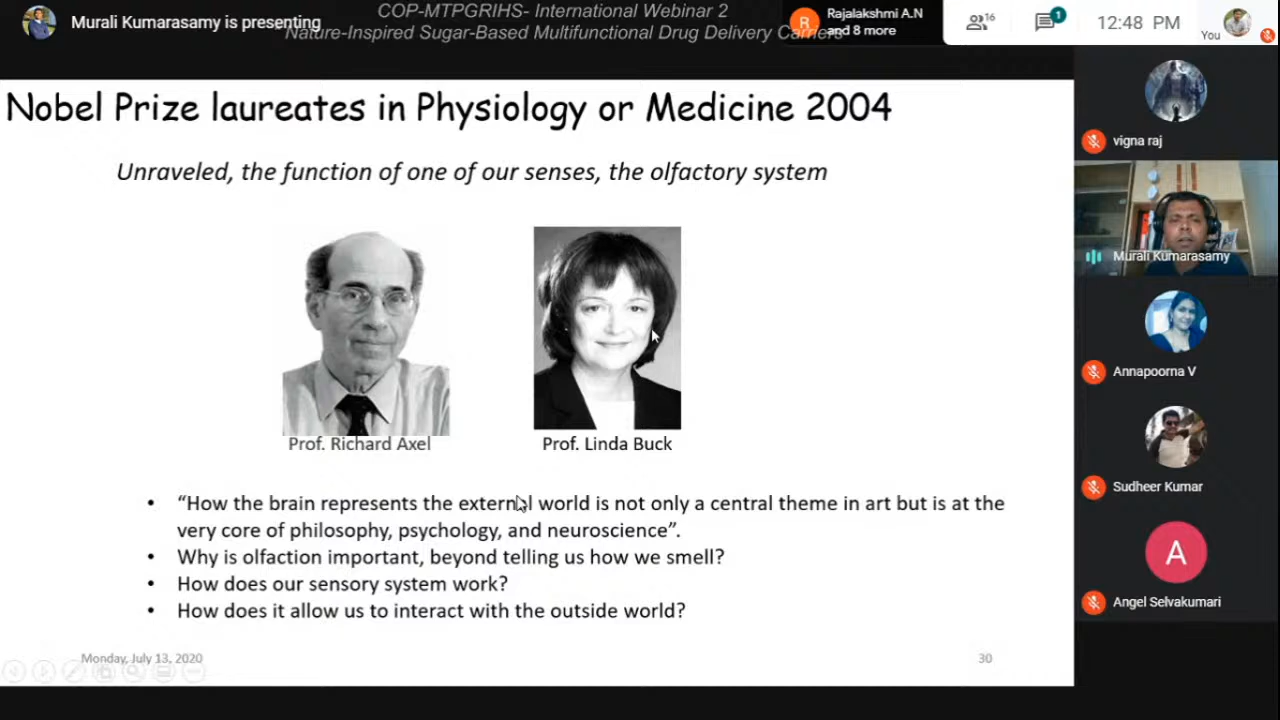 COP-MTPGRIHS- International Webinar 2
Murali Kumarasamy is presenting
Nature-Inspired Sugar-Based Multifunctional Drug Delivery Carriers
R
Rajalakshmi A.N
and 8 more
16
1
12:48 PM
You
Nobel Prize laureates in Physiology or Medicine 2004
Unraveled, the function of one of our senses, the olfactory system
Prof. Richard Axel
Prof. Linda Buck
• “How the brain represents the external world is not only a central theme in art but is at the
very core of philosophy, psychology, and neuroscience”.
• Why is olfaction important, beyond telling us how we smell?
• How does our sensory system work?
• How does it allow us to interact with the outside world?
Monday, July 13, 2020
30
vigna raj
Murali Kumarasamy
Annapoorna V
Sudheer Kumar
A
Angel Selvakumari